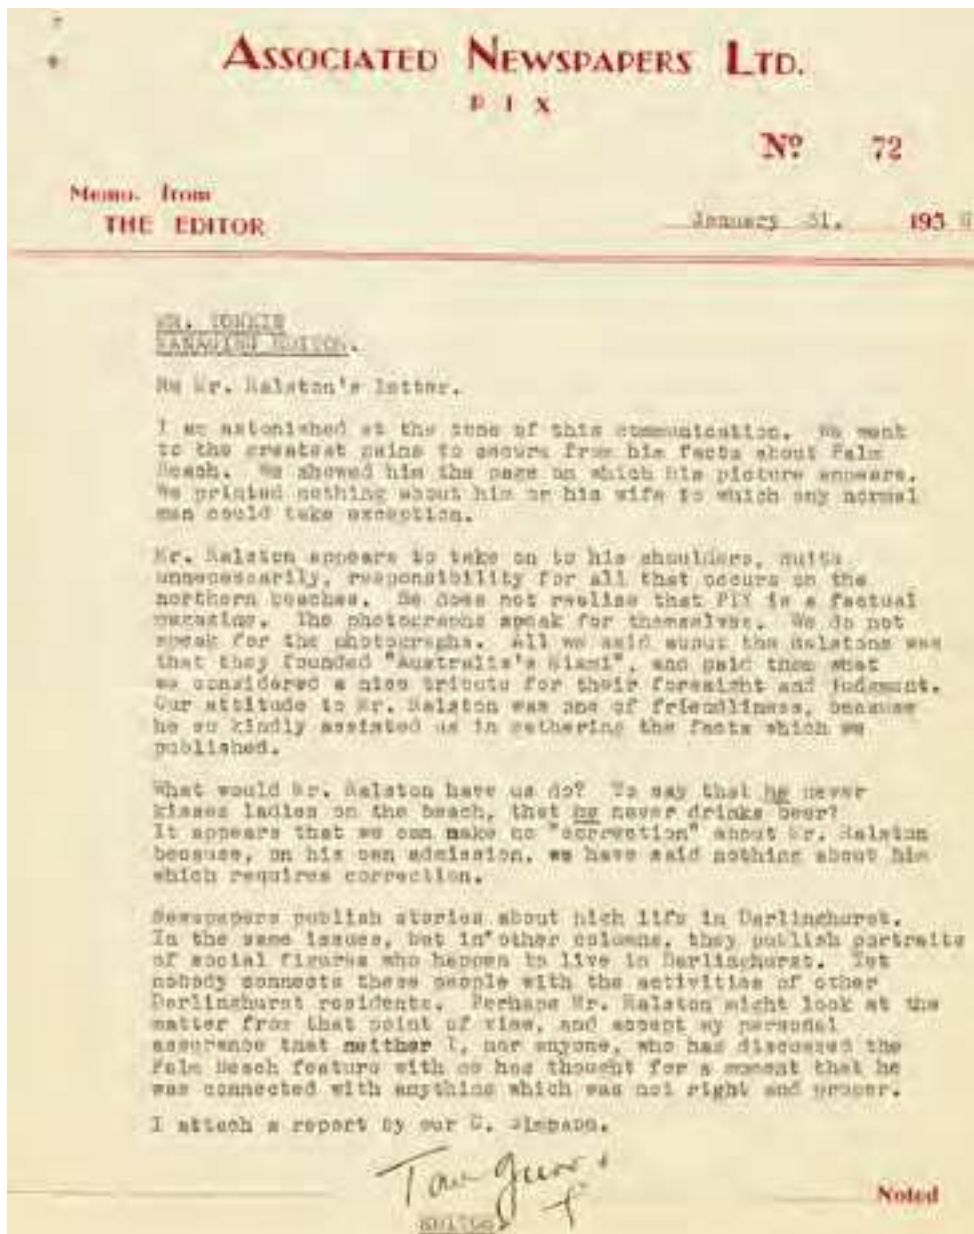 ASSOCIATED NEWSPAPERS LTD.
PIX
No. 72
Memo. from
THE EDITOR
January 31. 195
MR.
MANAGING EDITOR.
Re Mr. Ralston's letter.
I am astonished at the tone of this communication. We went
to the greatest pains to secure from him facts about Palm
Beach. We showed him the page on which his picture appears.
We printed nothing about him or his wife to which any normal
man could take exception.
Mr. Ralston appears to take on to his shoulders, quite
unnecessarily, responsibility for all that occurs on the
northern beaches. He does not realise that PIX is a factual
magazine. The photographs speak for themselves. We do not
speak for the photographs. All we said about the Ralstons was
that they founded "Australia's Miami", and paid them what
we considered a nice tribute for their foresight and judgment.
Our attitude to Mr. Ralston was one of friendliness, because
he so kindly assisted us in gathering the facts which we
published.
What would Mr. Ralston have us do? To say that he never
kisses ladies on the beach, that he never drinks beer?
It appears that we can make no "correction" about Mr. Ralston
because, on his own admission, we have said nothing about him
which requires correction.
Newspapers publish stories about high life in Darlinghurst.
In the same issues, but in other columns, they publish portraits
of social figures who happen to live in Darlinghurst. Yet
nobody connects these people with the activities of other
Darlinghurst residents. Perhaps Mr. Ralston might look at the
matter from that point of view, and accept my personal
assurance that neither I, nor anyone, who has discussed the
Palm Beach feature with me has thought for a moment that he
was connected with anything which was not right and proper.
I attach a report by our C. Simpson.
Noted
EDITOR